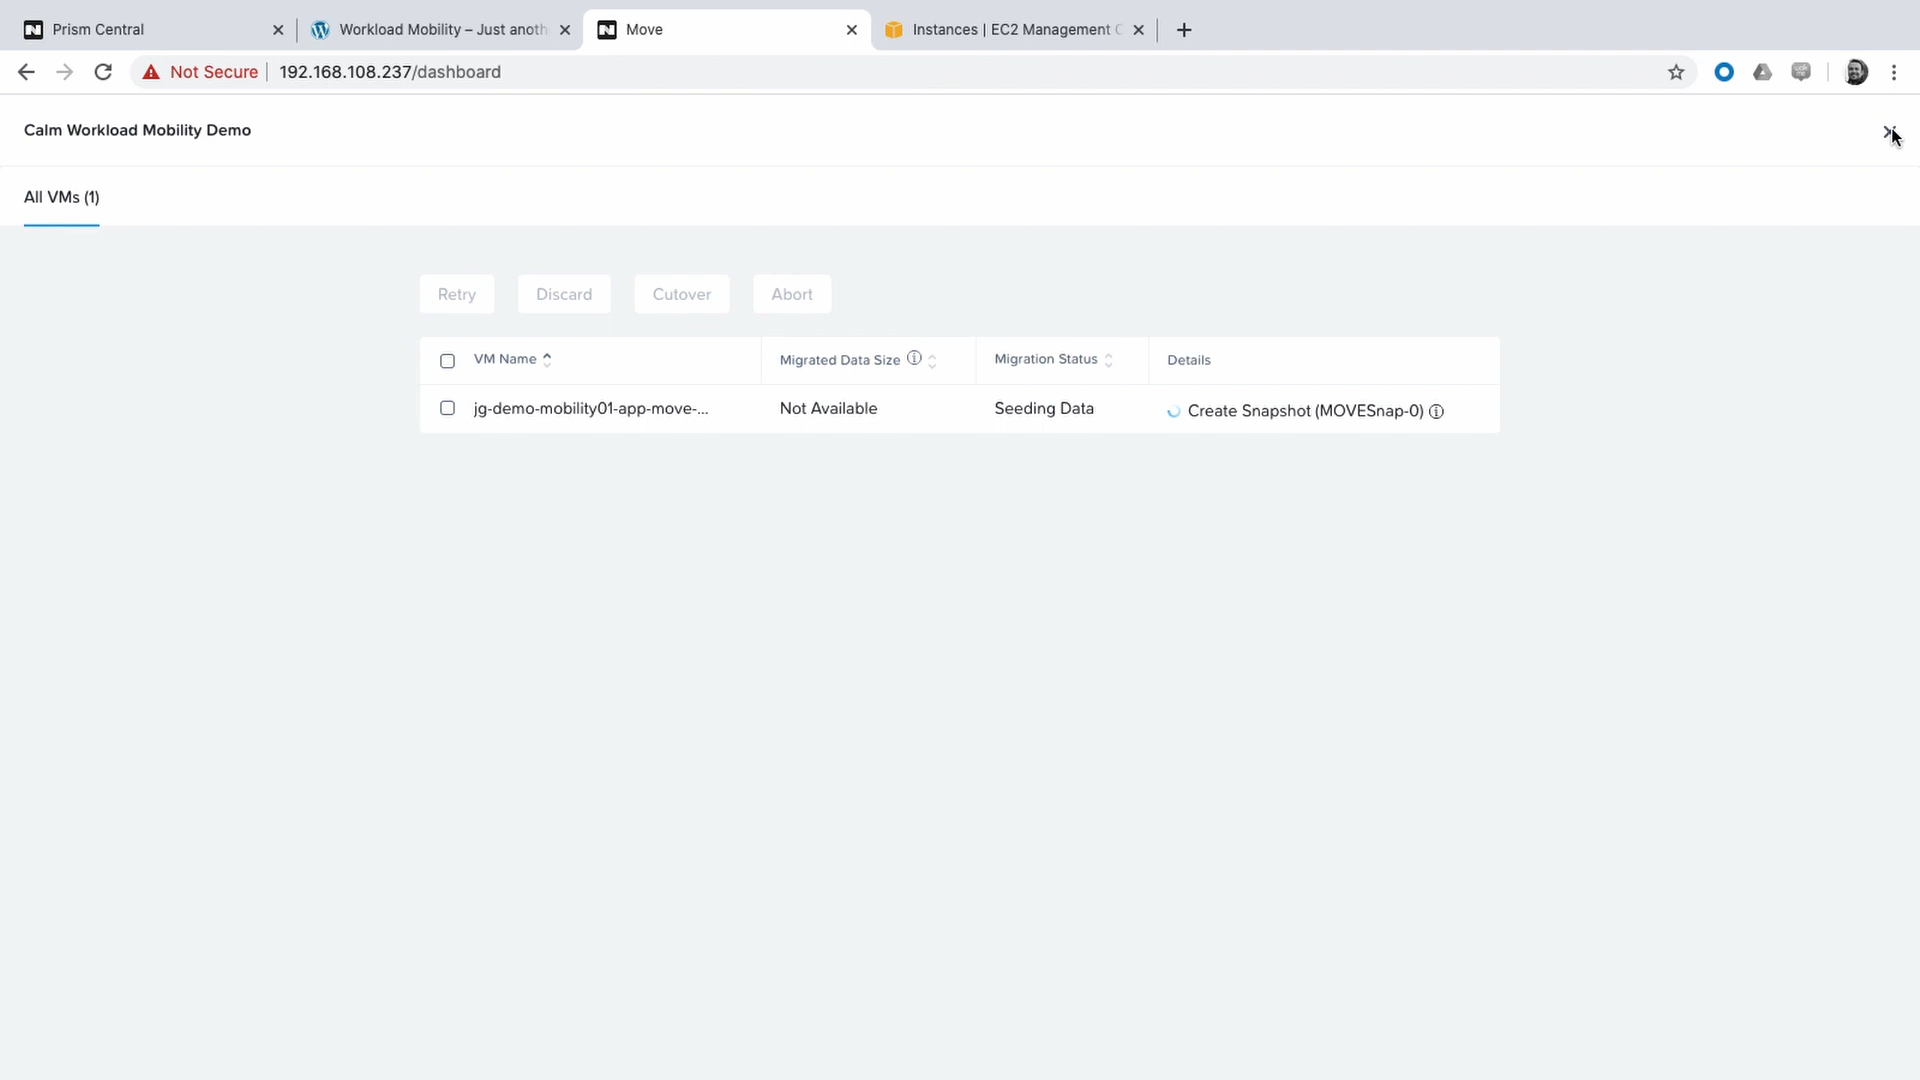 Prism Central
Workload Mobility – Just anoth
Move
Instances | EC2 Management C
Not Secure
192.168.108.237/dashboard
Calm Workload Mobility Demo
All VMs (1)
Retry
Discard
Cutover
Abort
VM Name
Migrated Data Size
Migration Status
Details
jg-demo-mobility01-app-move-...
Not Available
Seeding Data
Create Snapshot (MOVESnap-0)